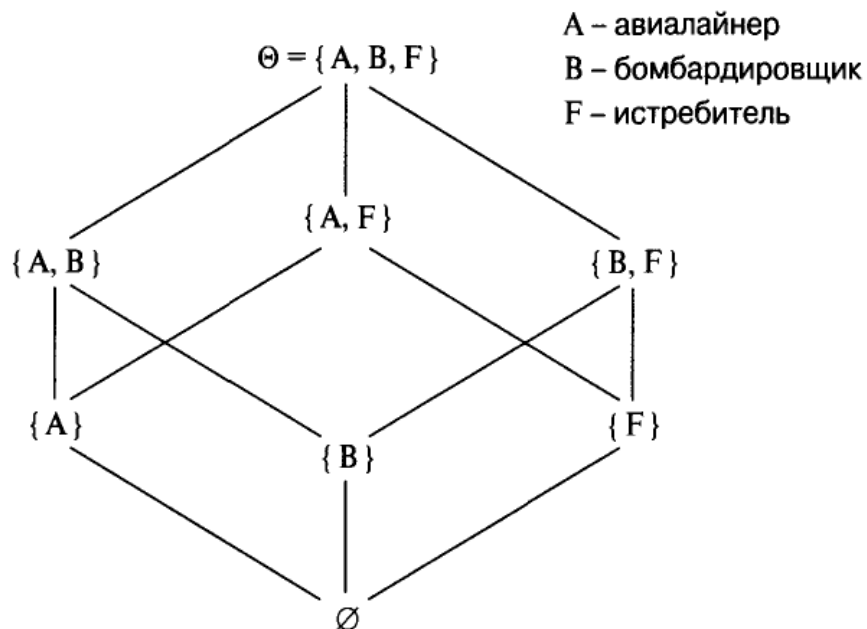 Θ = { A, B, F }
A – авиалайнер
B – бомбардировщик
F – истребитель
{ A, F }
{ A, B }
{ B, F }
{ A }
{ B }
{ F }
∅